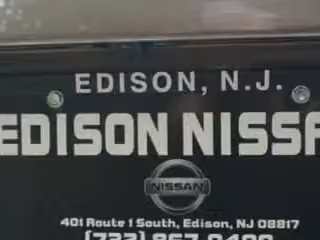 EDISON, N.J.
EDISON NISSA
NISSAN
401 Route 1 South, Edison, NJ 08817